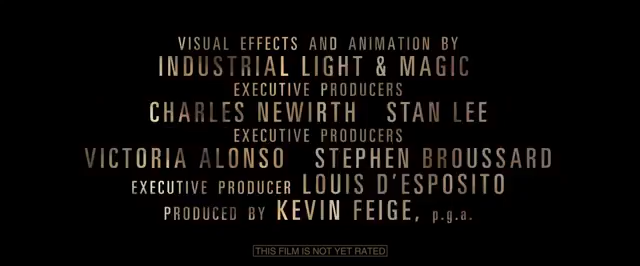 VISUAL EFFECTS AND ANIMATION BY
INDUSTRIAL LIGHT & MAGIC
EXECUTIVE PRODUCERS
CHARLES NEWIRTH STAN LEE
EXECUTIVE PRODUCERS
VICTORIA ALONSO STEPHEN BROUSSARD
EXECUTIVE PRODUCER LOUIS D'ESPOSITO
PRODUCED BY KEVIN FEIGE, p.g.a.
THIS FILM IS NOT YET RATED